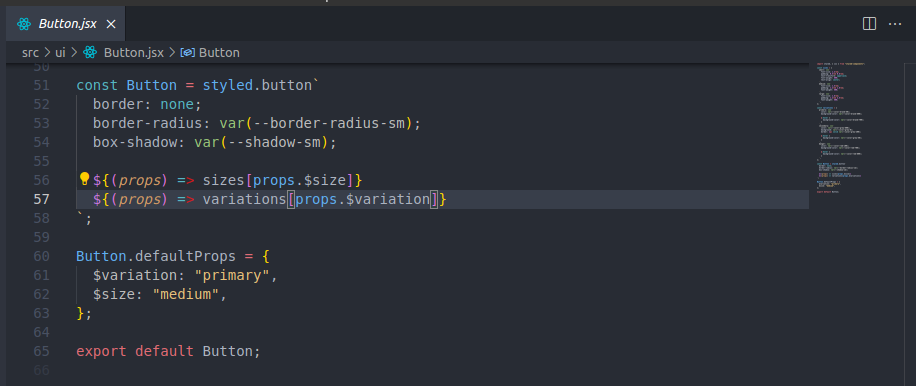 Button.jsx ×
src > ui > Button.jsx > Button
50
51 const Button = styled.button`
52 border: none;
53 border-radius: var(--border-radius-sm);
54 box-shadow: var(--shadow-sm);
55
56 ${(props) => sizes[props.$size]}
57 ${(props) => variations[props.$variation]}
58 `;
59
60 Button.defaultProps = {
61 $variation: "primary",
62 $size: "medium",
63 };
64
65 export default Button;
66